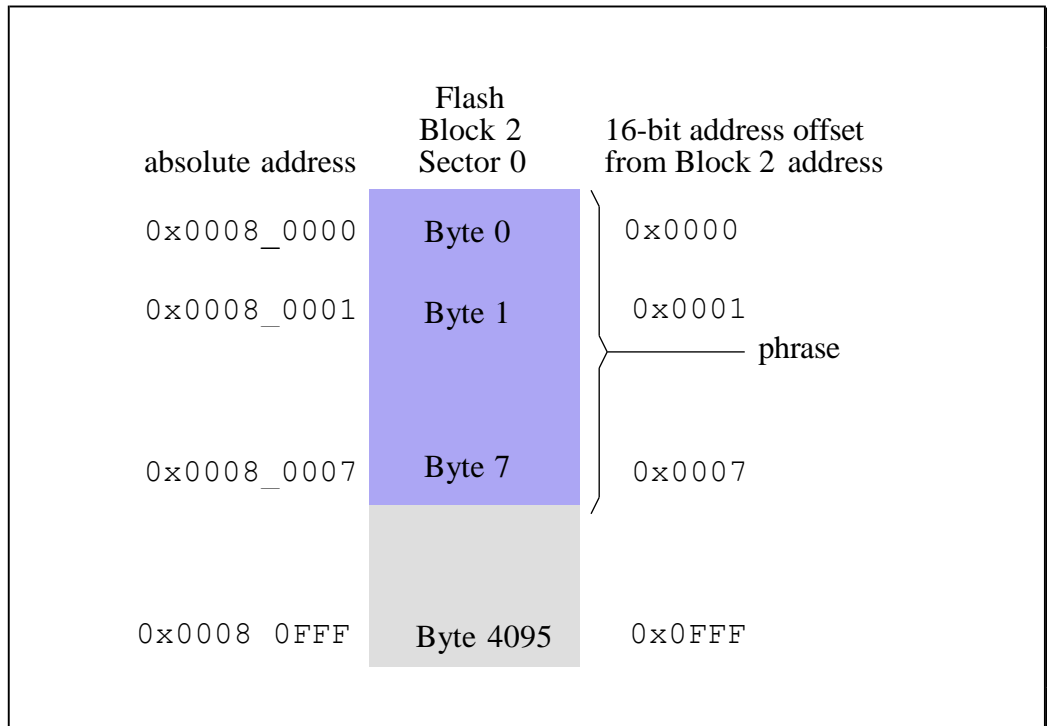 Flash
Block 2
Sector 0
absolute address
16-bit address offset
from Block 2 address
0x0008_0000
Byte 0
0x0000
0x0008_0001
Byte 1
0x0001
phrase
0x0008_0007
Byte 7
0x0007
0x0008 0FFF
Byte 4095
0x0FFF